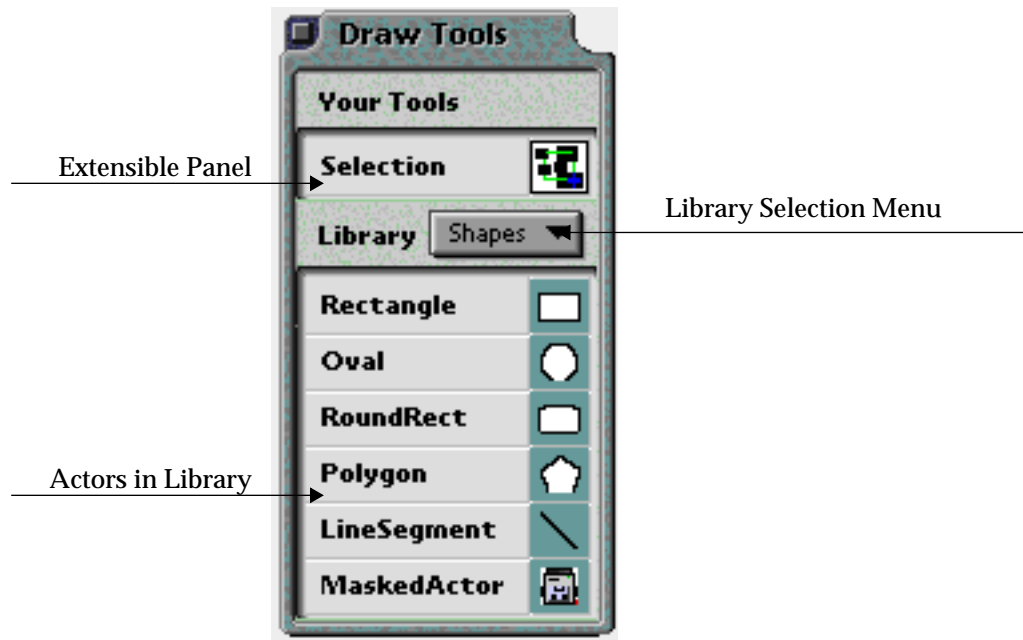 Draw Tools
Your Tools
Extensible Panel
Selection
Library Selection Menu
Library Shapes
Rectangle
Oval
RoundRect
Actors in Library
Polygon
LineSegment
MaskedActor